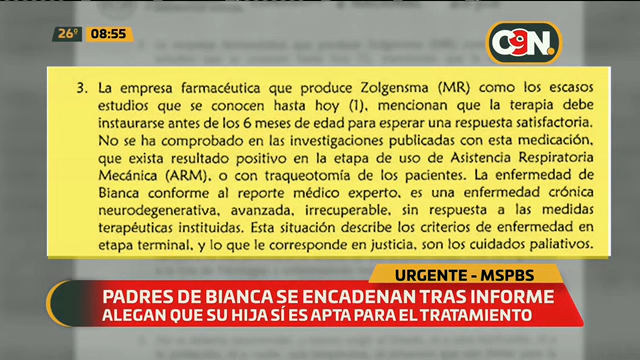 26° 08:55
C9N.
3. La empresa farmacéutica que produce Zolgensma (MR) como los escasos
estudios que se conocen hasta hoy (1), mencionan que la terapia debe
instaurarse antes de los 6 meses de edad para esperar una respuesta satisfactoria.
No se ha comprobado en las investigaciones publicadas con esta medicación,
que exista resultado positivo en la etapa de uso de Asistencia Respiratoria
Mecánica (ARM), o con traqueotomía de los pacientes. La enfermedad de
Bianca conforme al reporte médico experto, es una enfermedad crónica
neurodegenerativa, avanzada, irrecuperable, sin respuesta a las medidas
terapéuticas instituidas. Esta situación describe los criterios de enfermedad en
etapa terminal, y lo que le corresponde en justicia, son los cuidados paliativos.
URGENTE - MSPBS
PADRES DE BIANCA SE ENCADENAN TRAS INFORME
ALEGAN QUE SU HIJA SÍ ES APTA PARA EL TRATAMIENTO